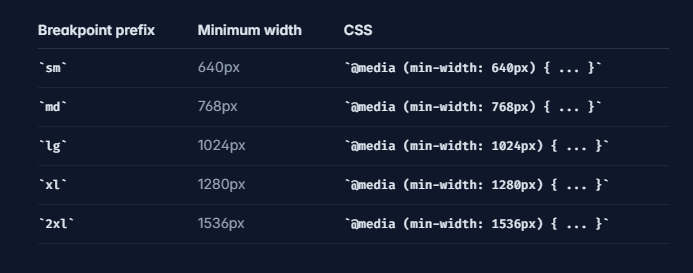 Breakpoint prefix Minimum width CSS
`sm` 640px `@media (min-width: 640px) { ... }`
`md` 768px `@media (min-width: 768px) { ... }`
`lg` 1024px `@media (min-width: 1024px) { ... }`
`xl` 1280px `@media (min-width: 1280px) { ... }`
`2xl` 1536px `@media (min-width: 1536px) { ... }`